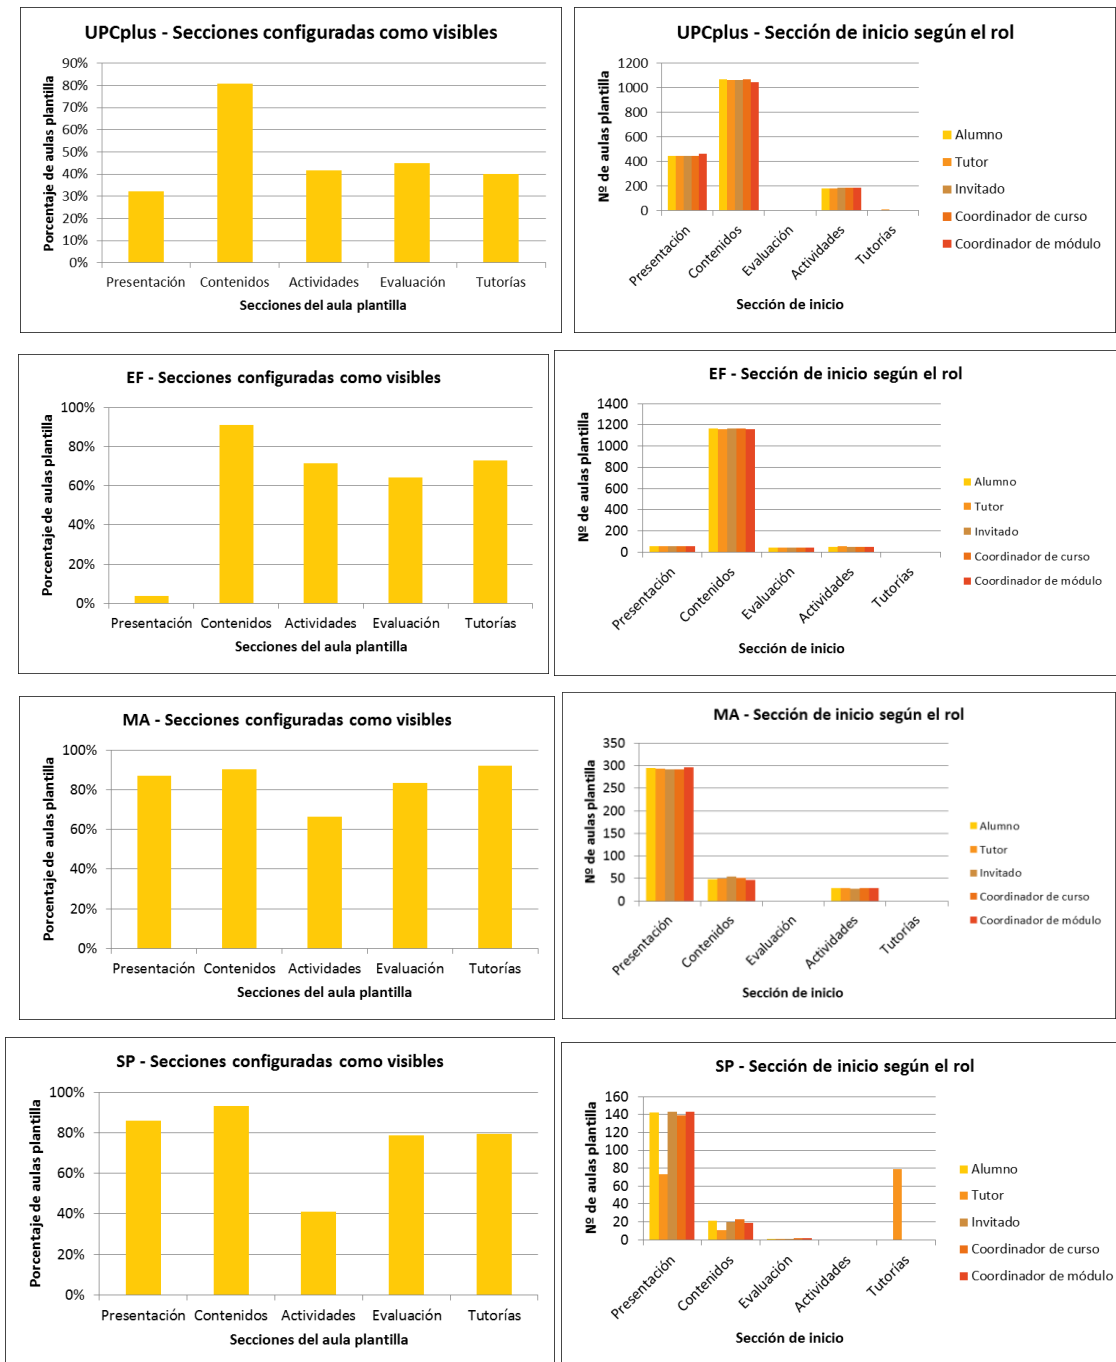 UPCplus - Secciones configuradas como visibles
Porcentaje de aulas plantilla
90%
80%
70%
60%
50%
40%
30%
20%
10%
0%
Presentación Contenidos Actividades Evaluación Tutorías
Secciones del aula plantilla
UPCplus - Sección de inicio según el rol
Nº de aulas plantilla
1200
1000
800
600
400
200
0
Presentación Contenidos Evaluación Actividades Tutorías
Sección de inicio
Alumno
Tutor
Invitado
Coordinador de curso
Coordinador de módulo
EF - Secciones configuradas como visibles
Porcentaje de aulas plantilla
100%
80%
60%
40%
20%
0%
Presentación Contenidos Actividades Evaluación Tutorías
Secciones del aula plantilla
EF - Sección de inicio según el rol
Nº de aulas plantilla
1400
1200
1000
800
600
400
200
0
Presentación Contenidos Evaluación Actividades Tutorías
Sección de inicio
Alumno
Tutor
Invitado
Coordinador de curso
Coordinador de módulo
MA - Secciones configuradas como visibles
Porcentaje de aulas plantilla
100%
80%
60%
40%
20%
0%
Presentación Contenidos Actividades Evaluación Tutorías
Secciones del aula plantilla
MA - Sección de inicio según el rol
Nº de aulas plantilla
350
300
250
200
150
100
50
0
Presentación Contenidos Evaluación Actividades Tutorías
Sección de inicio
Alumno
Tutor
Invitado
Coordinador de curso
Coordinador de módulo
SP - Secciones configuradas como visibles
Porcentaje de aulas plantilla
100%
80%
60%
40%
20%
0%
Presentación Contenidos Actividades Evaluación Tutorías
Secciones del aula plantilla
SP - Sección de inicio según el rol
Nº de aulas plantilla
160
140
120
100
80
60
40
20
0
Presentación Contenidos Evaluación Actividades Tutorías
Sección de inicio
Alumno
Tutor
Invitado
Coordinador de curso
Coordinador de módulo